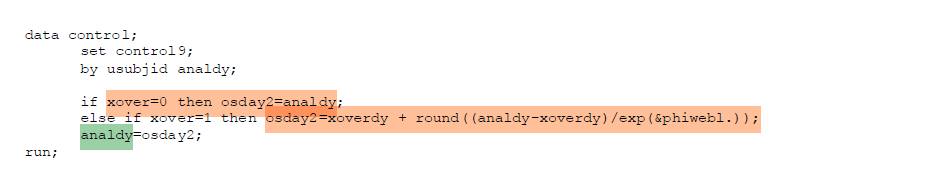 data control;
set control9;
by usubjid analdy;
if xover=0 then osday2=analdy;
else if xover=1 then osday2=xoverdy + round((analdy-xoverdy)/exp(&phiwebl.));
analdy=osday2;
run;